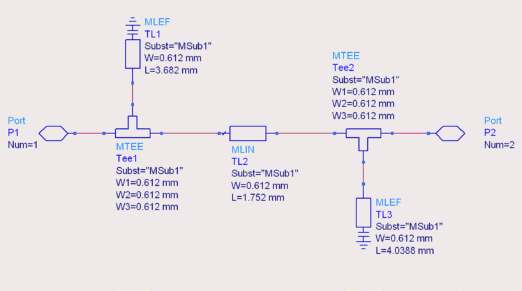 MLEF
TL1
Subst="MSub1"
W=0.612 mm
L=3.682 mm
Port
P1
Num=1
MTEE
Tee1
Subst="MSub1"
W1=0.612 mm
W2=0.612 mm
W3=0.612 mm
MLIN
TL2
Subst="MSub1"
W=0.612 mm
L=1.752 mm
MTEE
Tee2
Subst="MSub1"
W1=0.612 mm
W2=0.612 mm
W3=0.612 mm
Port
P2
Num=2
MLEF
TL3
Subst="MSub1"
W=0.612 mm
L=4.0388 mm